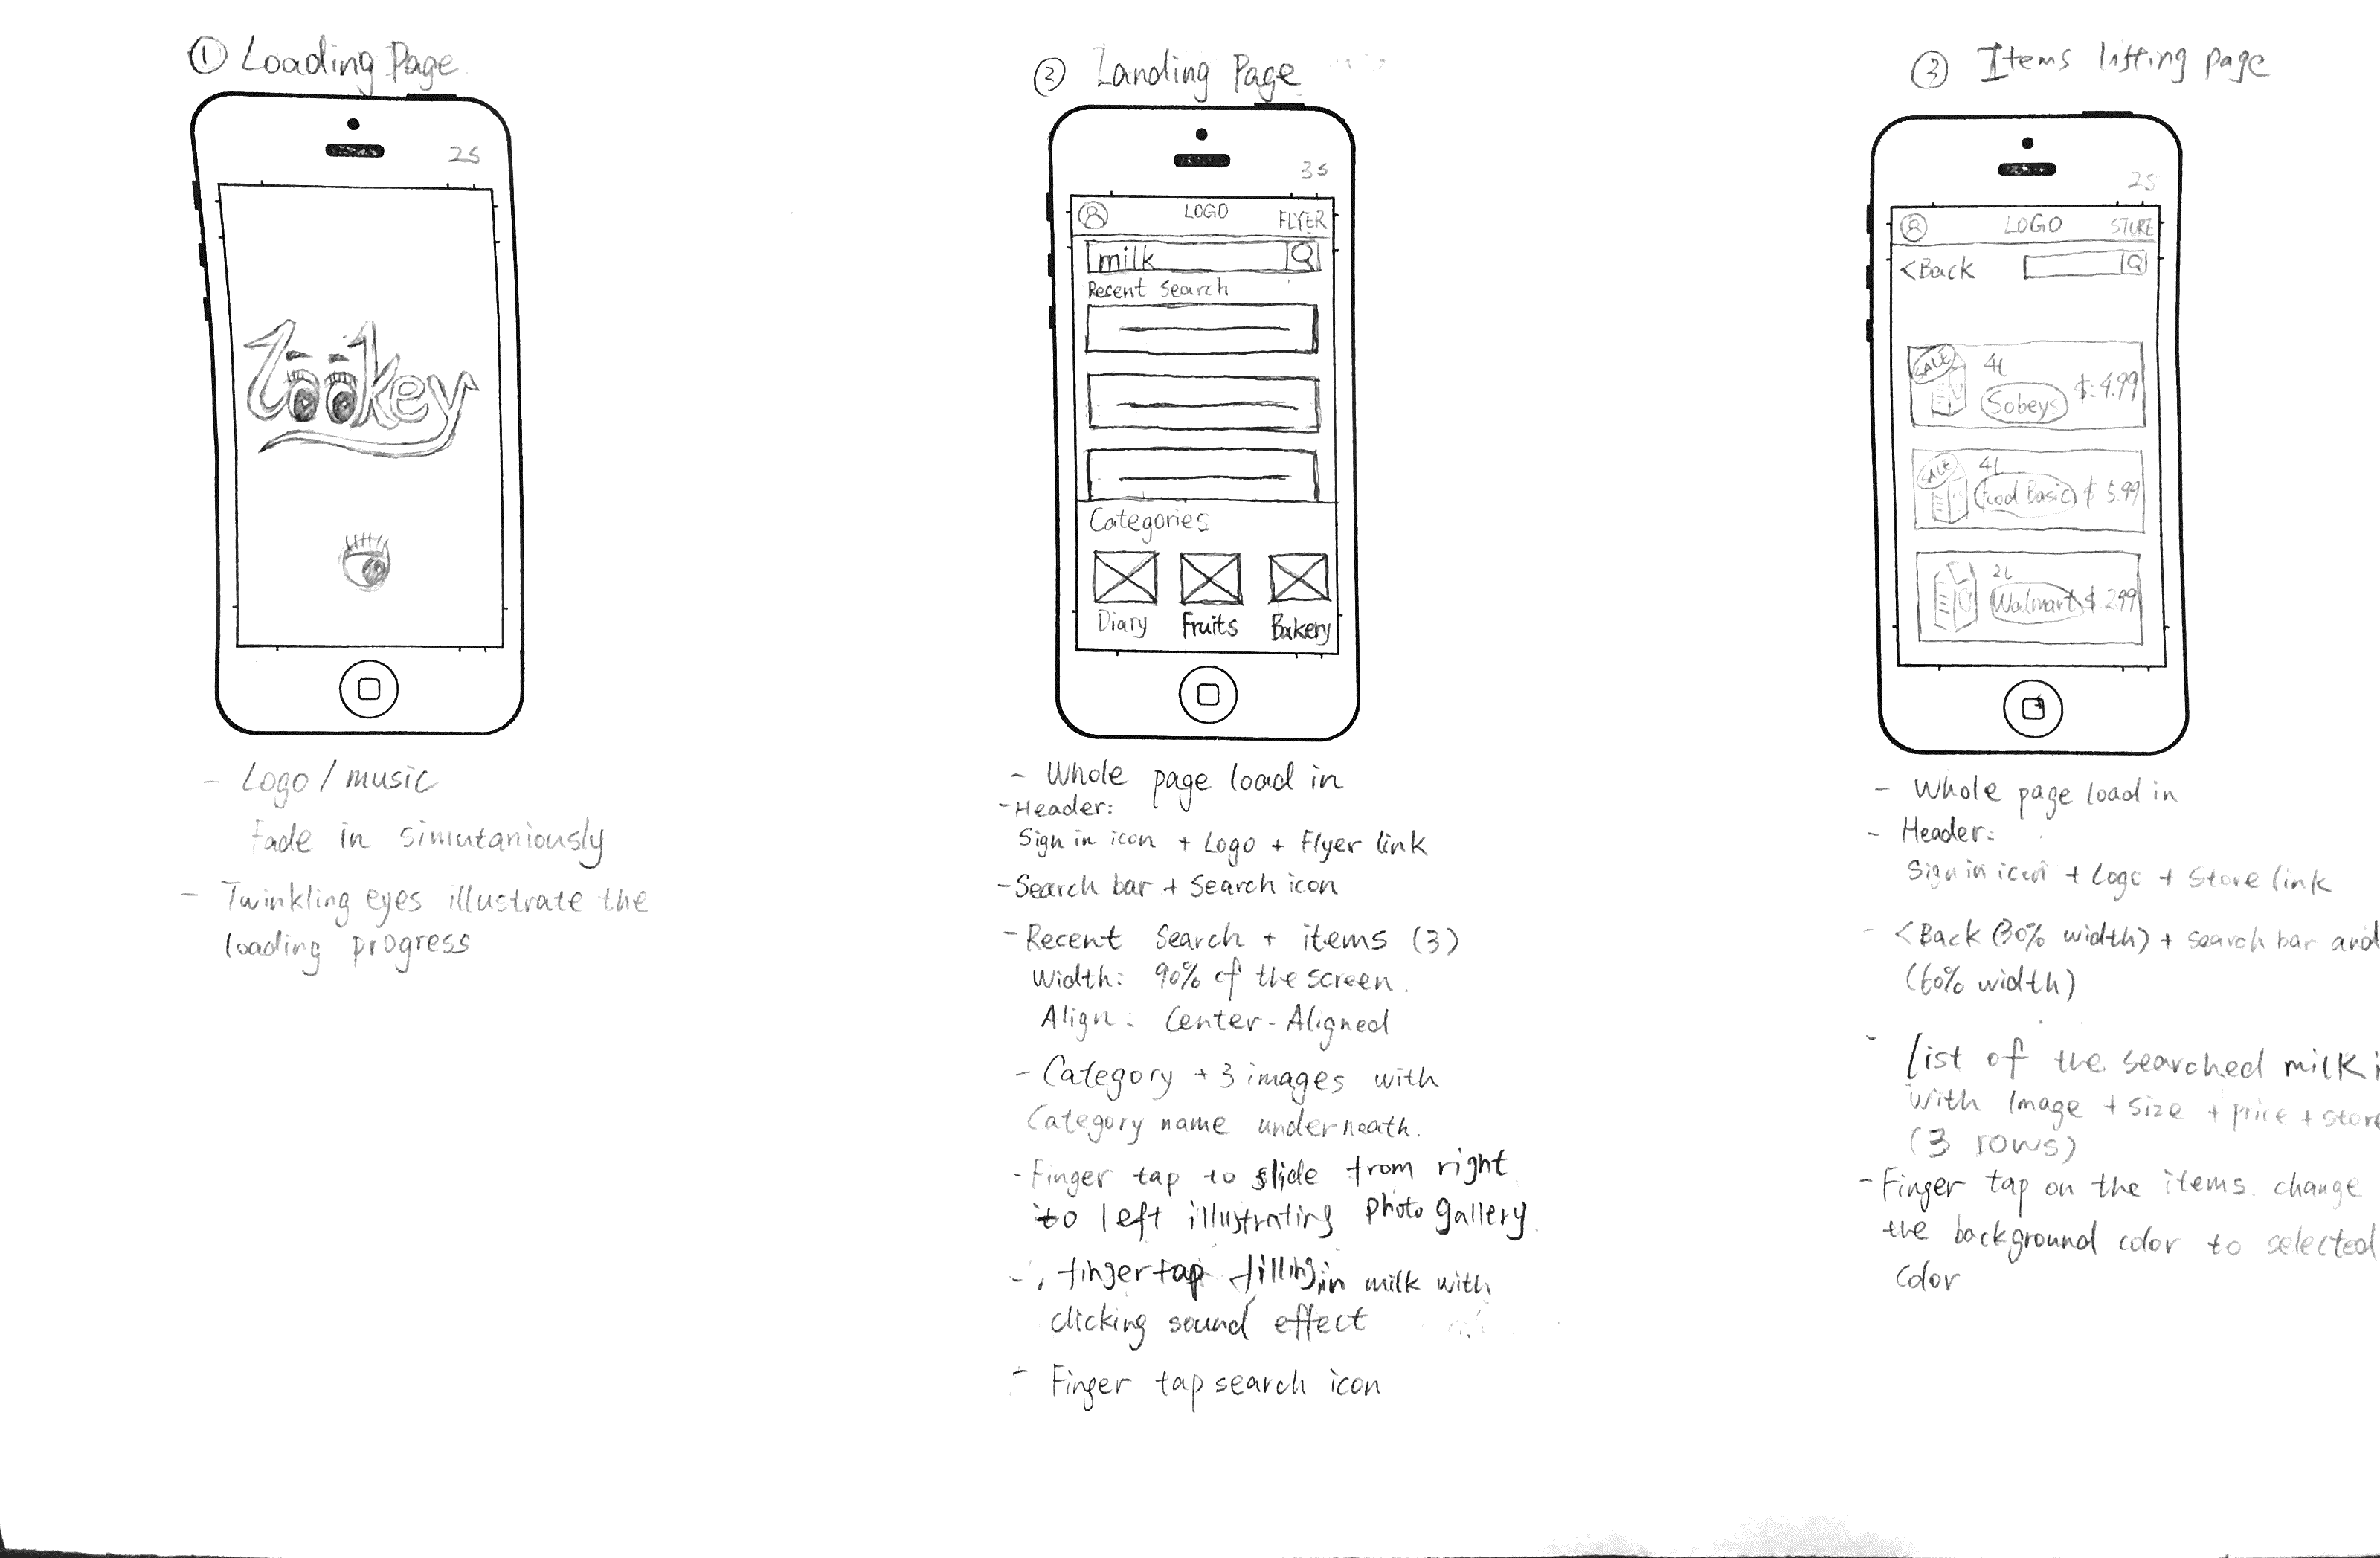 ① Loading Page
2S
Lookey
- Logo / music
Fade in simutaniously
- Twinkling eyes illustrate the
loading progress
② Landing Page
3S
LOGO FLYER
milk
Recent Search
Categories
Diary Fruits Bakery
- Whole page load in
- Header:
Sign in icon + Logo + Flyer link
- Search bar + Search icon
- Recent Search + items (3)
Width: 90% of the screen.
Align: Center-Aligned
- Category + 3 images with
Category name underneath.
- Finger tap to slide from right
to left illustrating photo gallery.
- finger tap filling in milk with
clicking sound effect
- Finger tap search icon
③ Items listing page
2S
LOGO STORE
<Back
SALE 4L
Sobeys $4.99
SALE 4L
Food Basic $ 5.99
2L
Walmart $ 2.99
- Whole page load in
- Header:
Sign in icon + Logo + Store link
- <Back (30% width) + search bar and
(60% width)
- List of the searched milk
with Image + size + price + store
(3 rows)
- Finger tap on the items. change
the background color to selected
color